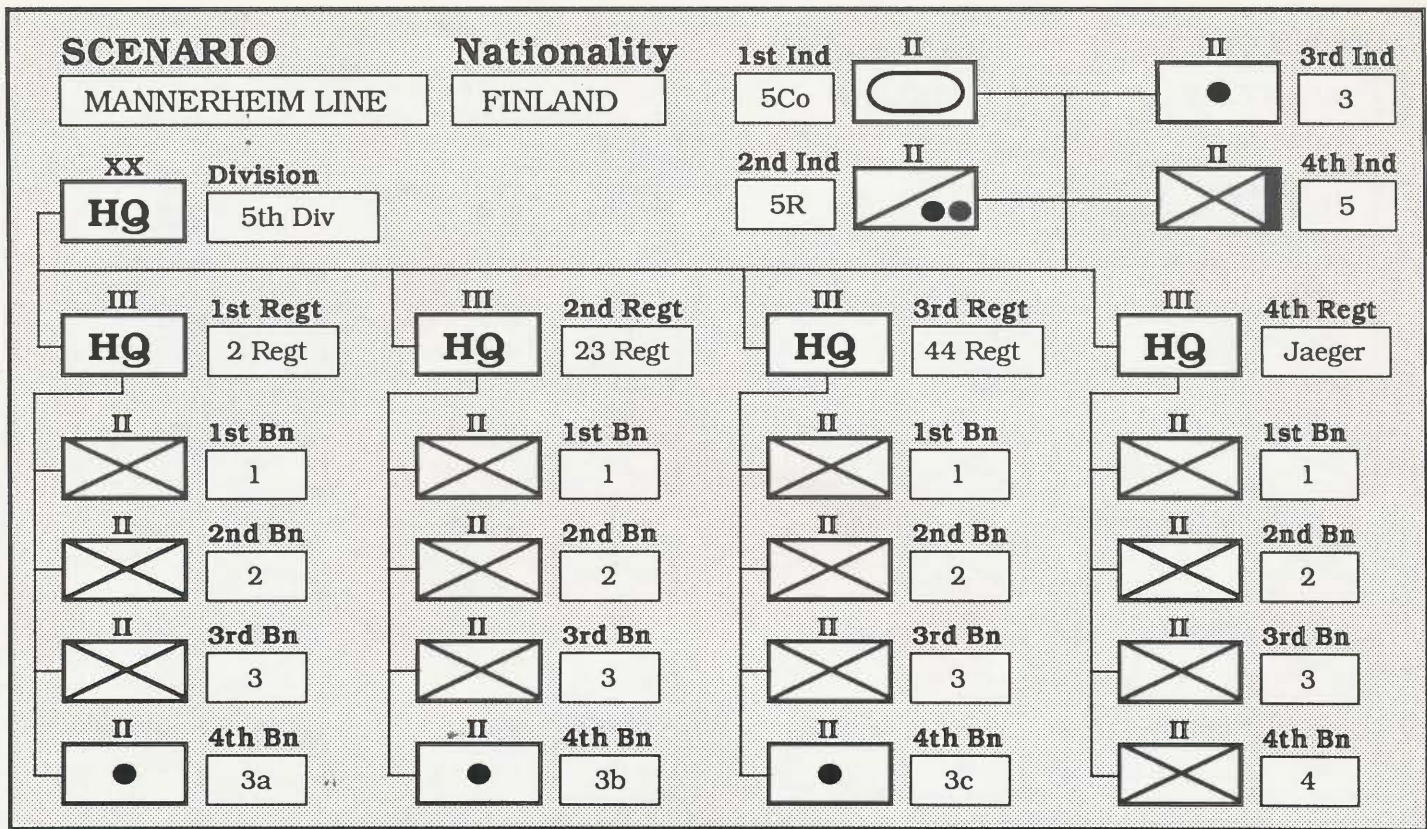 SCENARIO Nationality
MANNERHEIM LINE FINLAND
1st Ind II II 3rd Ind
5Co 3
XX Division
HQ 5th Div
2nd Ind II II 4th Ind
5R 5
III 1st Regt III 2nd Regt III 3rd Regt III 4th Regt
HQ 2 Regt HQ 23 Regt HQ 44 Regt HQ Jaeger
II 1st Bn II 1st Bn II 1st Bn II 1st Bn
1 1 1 1
II 2nd Bn II 2nd Bn II 2nd Bn II 2nd Bn
2 2 2 2
II 3rd Bn II 3rd Bn II 3rd Bn II 3rd Bn
3 3 3 3
II 4th Bn II 4th Bn II 4th Bn II 4th Bn
3a 3b 3c 4